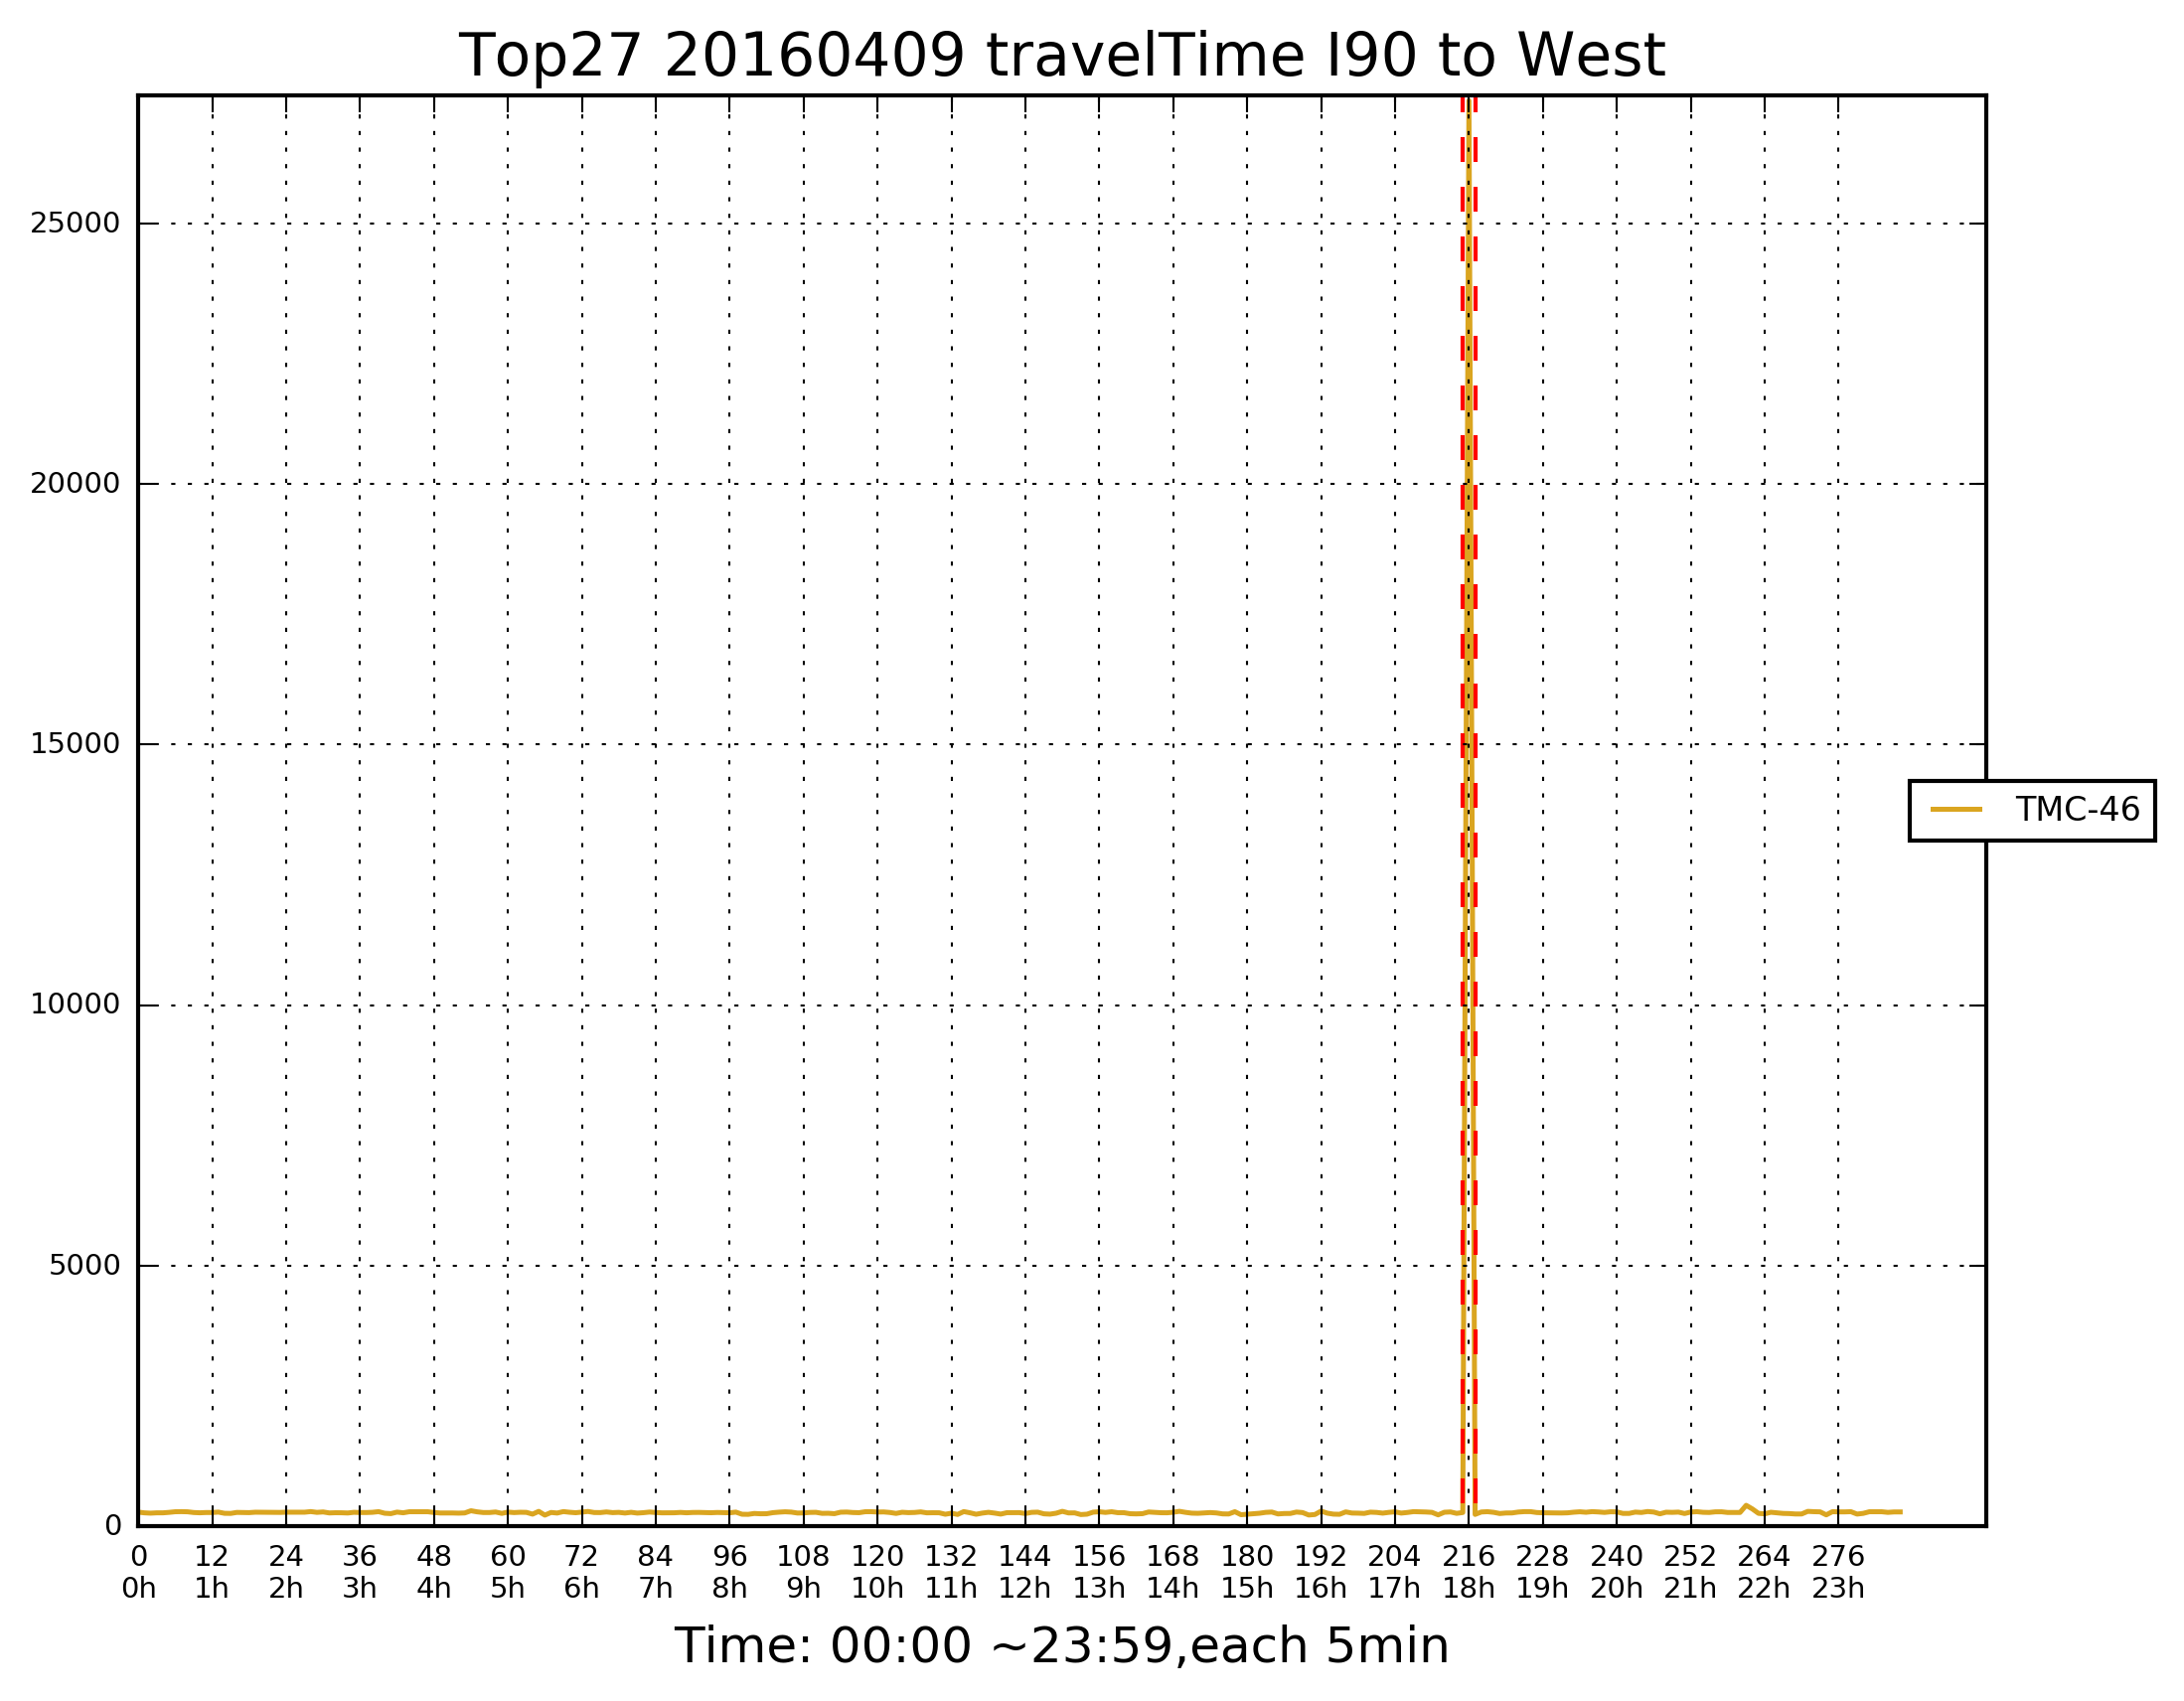 Top27 20160409 travelTime I90 to West
25000
20000
15000
10000
5000
0
TMC-46
0 12 24 36 48 60 72 84 96 108 120 132 144 156 168 180 192 204 216 228 240 252 264 276
0h 1h 2h 3h 4h 5h 6h 7h 8h 9h 10h 11h 12h 13h 14h 15h 16h 17h 18h 19h 20h 21h 22h 23h
Time: 00:00 ~23:59,each 5min